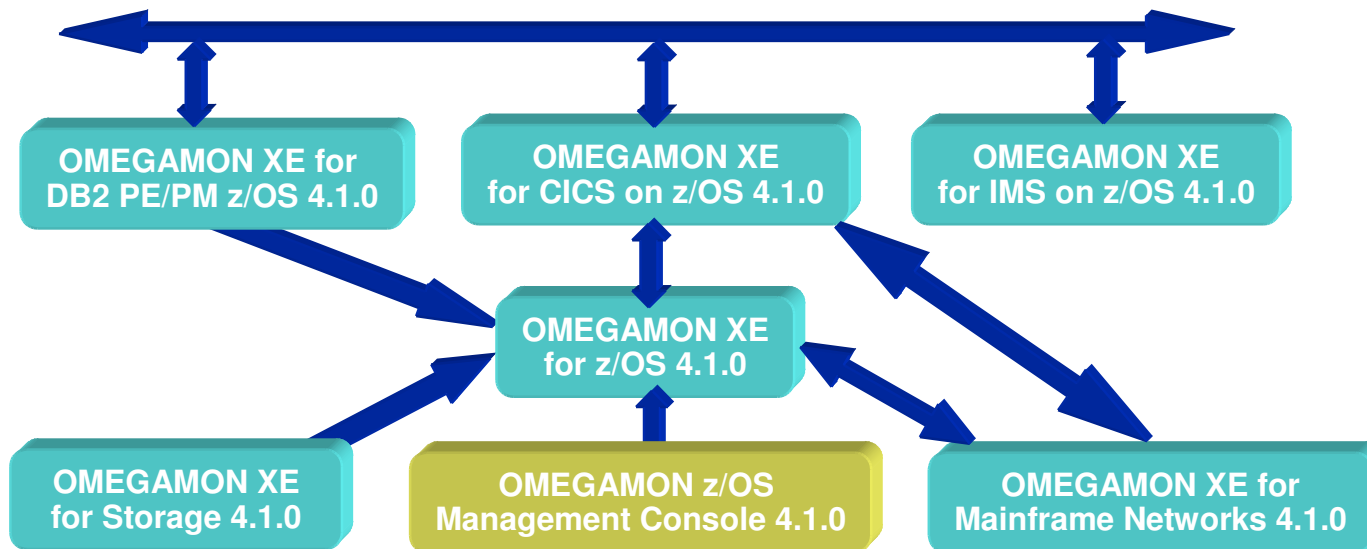 OMEGAMON XE for
DB2 PE/PM z/OS 4.1.0
OMEGAMON XE
for CICS on z/OS 4.1.0
OMEGAMON XE
for IMS on z/OS 4.1.0
OMEGAMON XE
for z/OS 4.1.0
OMEGAMON XE
for Storage 4.1.0
OMEGAMON z/OS
Management Console 4.1.0
OMEGAMON XE for
Mainframe Networks 4.1.0